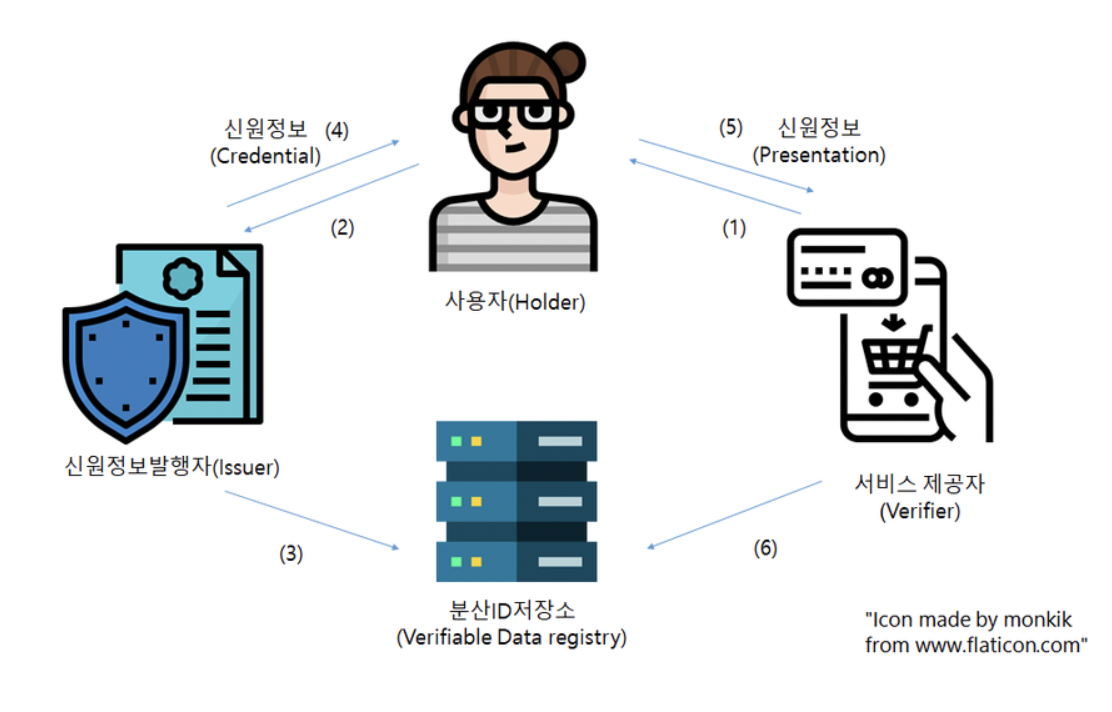 신원정보 (4)
(Credential)
(5) 신원정보
(Presentation)
(2)
(1)
사용자(Holder)
신원정보발행자(Issuer)
서비스 제공자
(Verifier)
(3)
(6)
분산ID저장소
(Verifiable Data registry)
"Icon made by monkik
from www.flaticon.com"